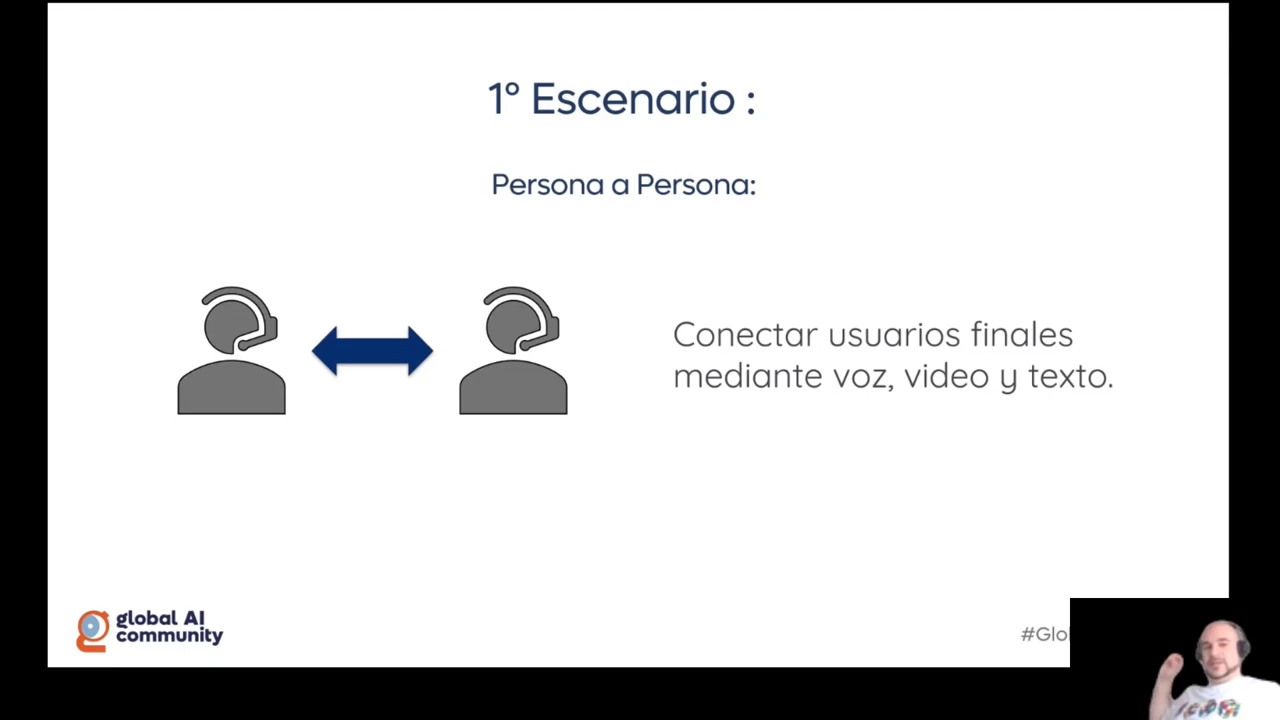 1° Escenario :
Persona a Persona:
Conectar usuarios finales
mediante voz, video y texto.
global AI
community